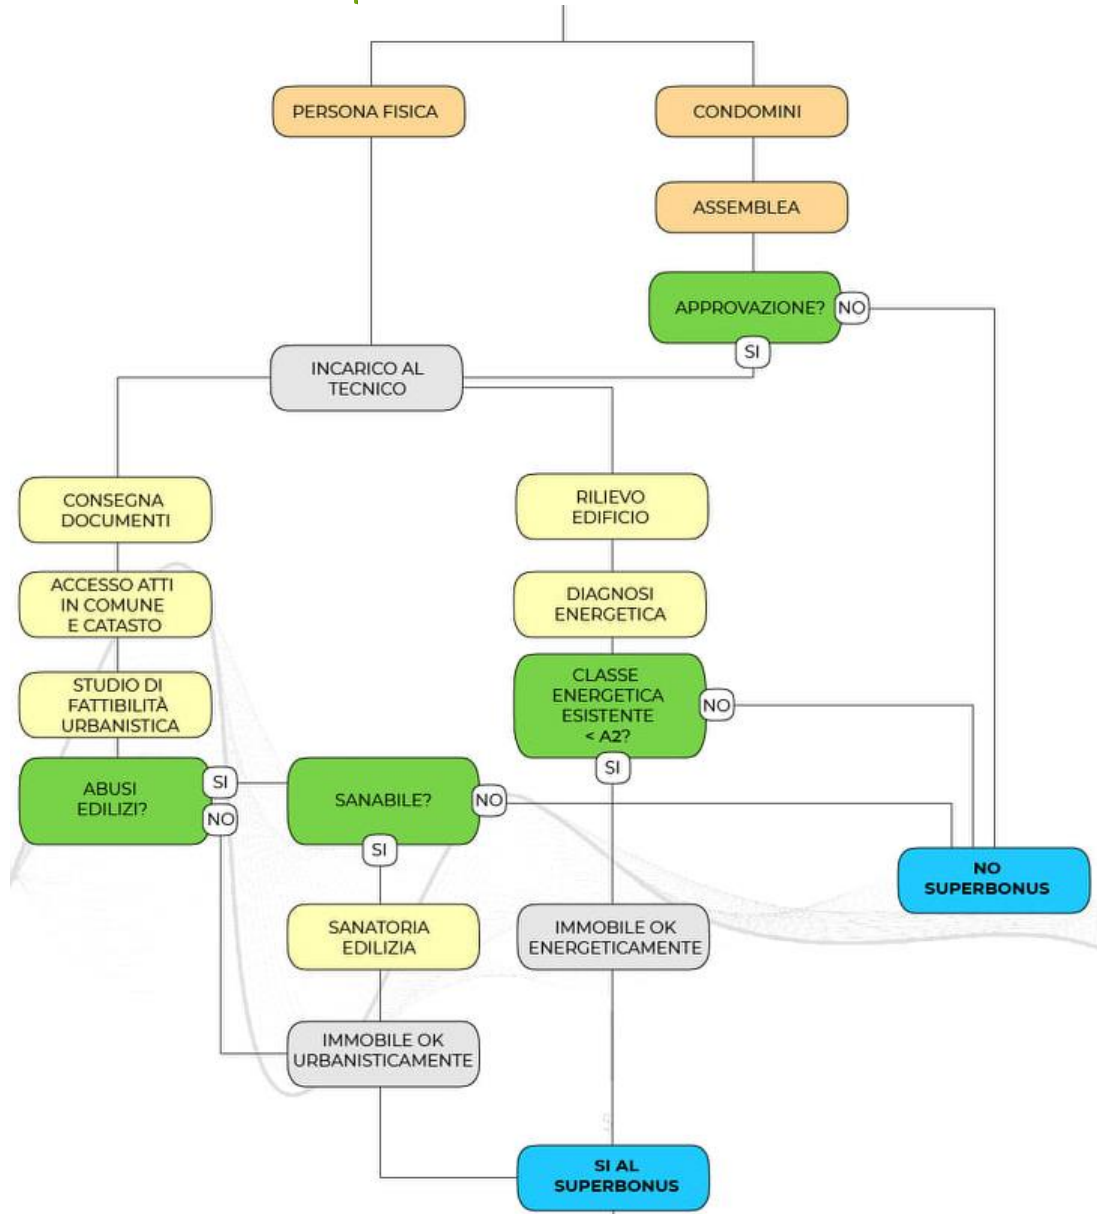 PERSONA FISICA
CONDOMINI
ASSEMBLEA
APPROVAZIONE?
NO
SI
INCARICO AL
TECNICO
CONSEGNA
DOCUMENTI
RILIEVO
EDIFICIO
ACCESSO ATTI
IN COMUNE
E CATASTO
DIAGNOSI
ENERGETICA
STUDIO DI
FATTIBILITÀ
URBANISTICA
CLASSE
ENERGETICA
ESISTENTE
< A2?
NO
SI
ABUSI
EDILIZI?
SI
NO
SANABILE?
NO
SI
NO
SUPERBONUS
SANATORIA
EDILIZIA
IMMOBILE OK
ENERGETICAMENTE
IMMOBILE OK
URBANISTICAMENTE
SI AL
SUPERBONUS